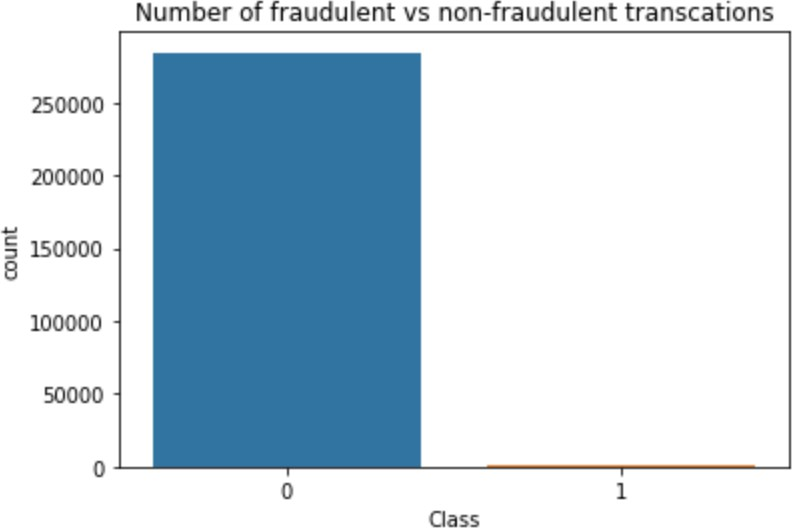 Number of fraudulent vs non-fraudulent transcations
250000
200000
150000
100000
50000
0
count
0 1
Class